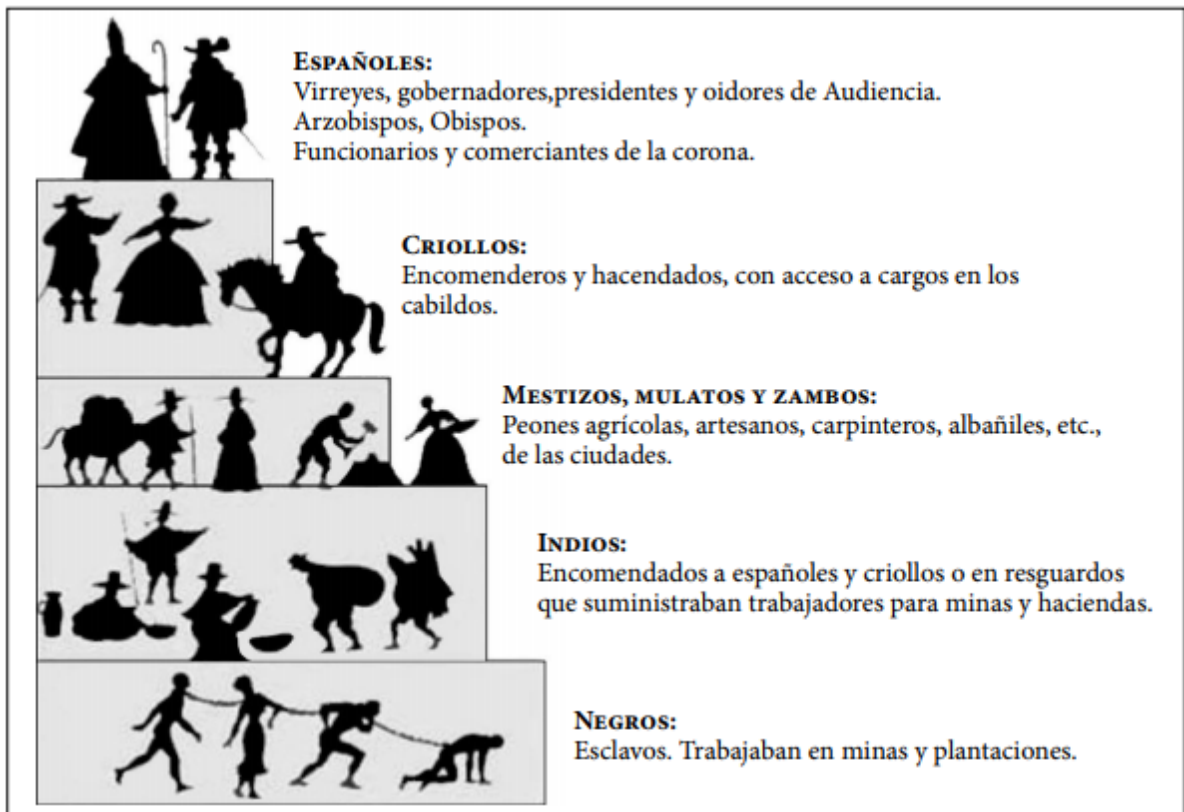 ESPAÑOLES:
Virreyes, gobernadores,presidentes y oidores de Audiencia.
Arzobispos, Obispos.
Funcionarios y comerciantes de la corona.
CRIOLLOS:
Encomenderos y hacendados, con acceso a cargos en los
cabildos.
MESTIZOS, MULATOS Y ZAMBOS:
Peones agrícolas, artesanos, carpinteros, albañiles, etc.,
de las ciudades.
INDIOS:
Encomendados a españoles y criollos o en resguardos
que suministraban trabajadores para minas y haciendas.
NEGROS:
Esclavos. Trabajaban en minas y plantaciones.